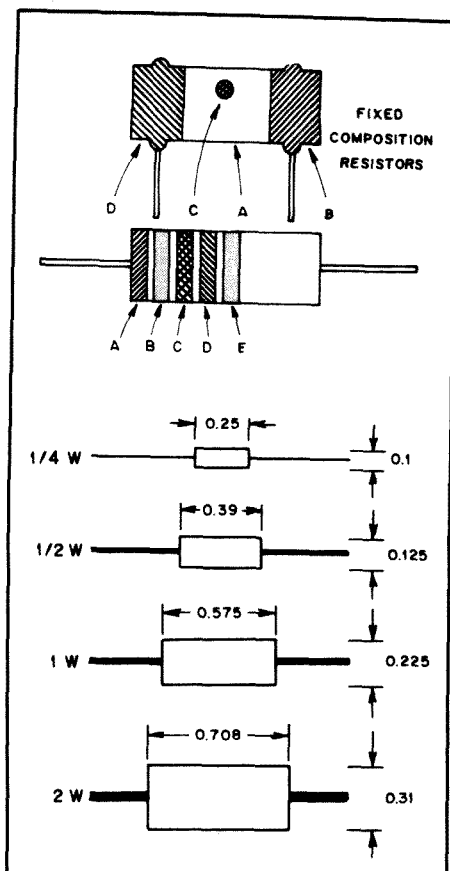 FIXED
COMPOSITION
RESISTORS
D C A B
A B C D E
0.25
1/4 W 0.1
0.39
1/2 W 0.125
0.575
1 W 0.225
0.708
2 W 0.31